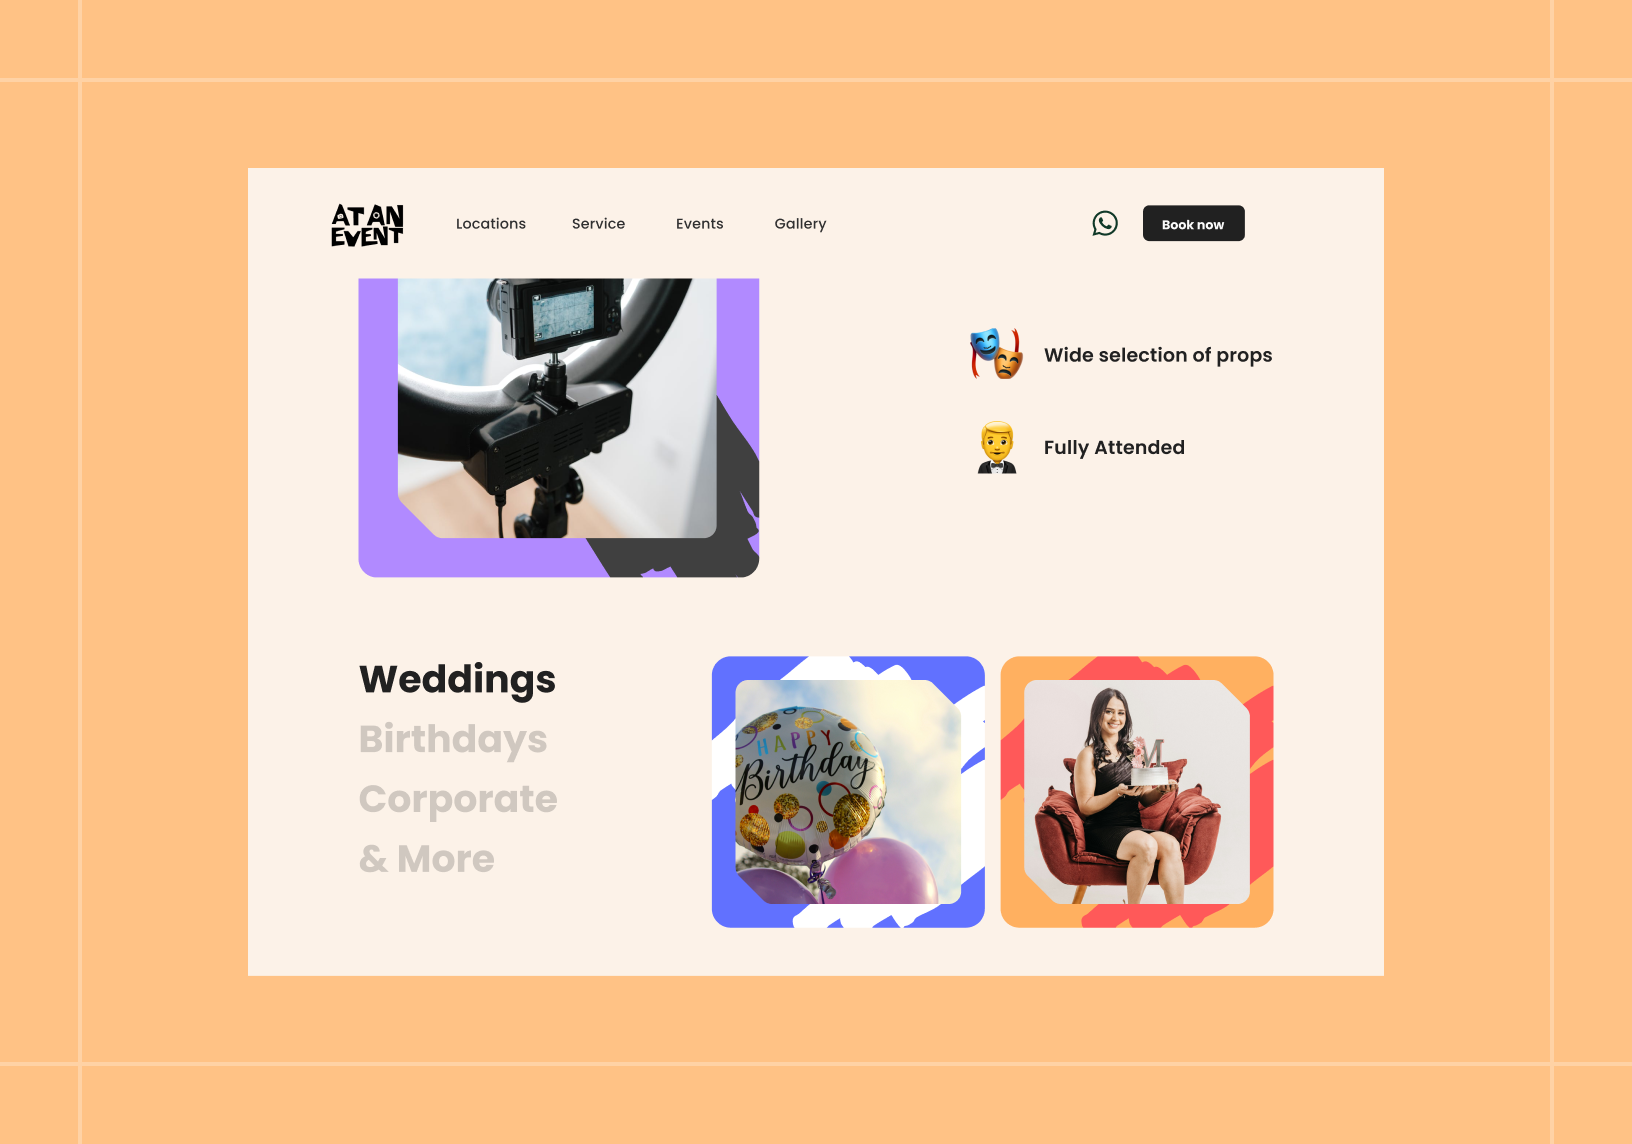 AT AN
EVENT
Locations
Service
Events
Gallery
Book now
Wide selection of props
Fully Attended
Weddings
Birthdays
Corporate
& More
HAPPY
Birthday
M